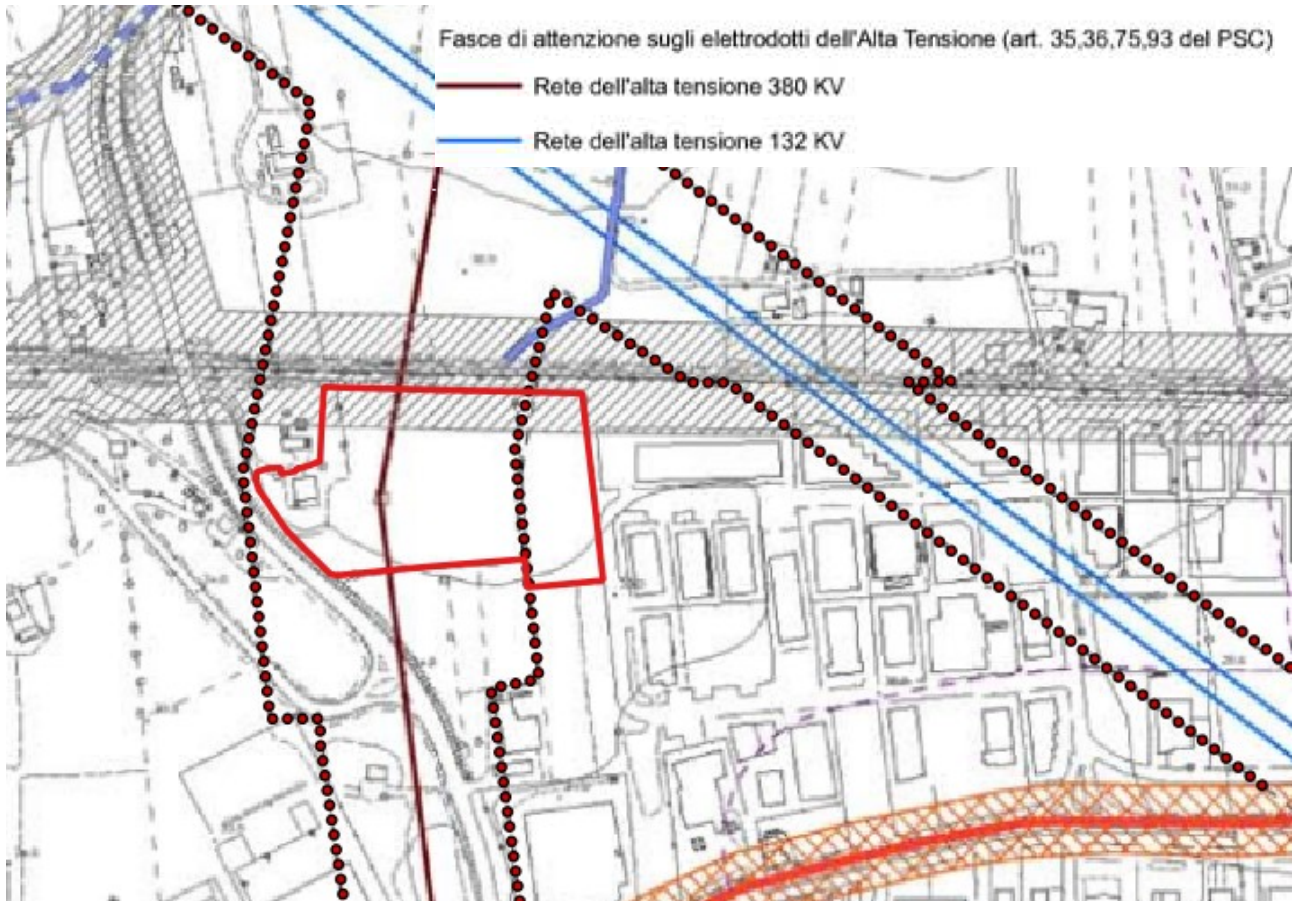 Fasce di attenzione sugli elettrodotti dell'Alta Tensione (art. 35,36,75,93 del PSC)
Rete dell'alta tensione 380 KV
Rete dell'alta tensione 132 KV